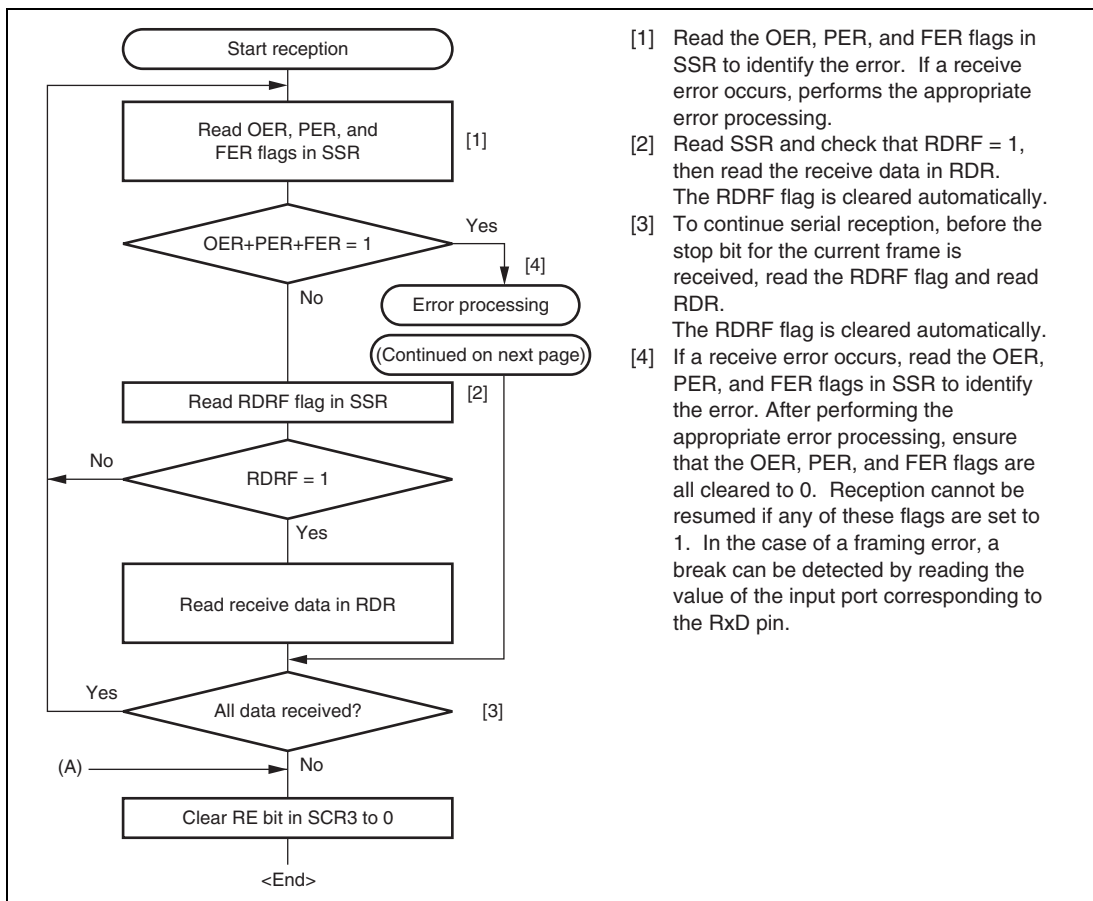 Start reception
Read OER, PER, and
FER flags in SSR
[1]
OER+PER+FER = 1
Yes
[4]
No
Error processing
(Continued on next page)
Read RDRF flag in SSR
[2]
No
RDRF = 1
Yes
Read receive data in RDR
Yes
All data received?
[3]
(A)
No
Clear RE bit in SCR3 to 0
<End>
[1] Read the OER, PER, and FER flags in
SSR to identify the error. If a receive
error occurs, performs the appropriate
error processing.
[2] Read SSR and check that RDRF = 1,
then read the receive data in RDR.
The RDRF flag is cleared automatically.
[3] To continue serial reception, before the
stop bit for the current frame is
received, read the RDRF flag and read
RDR.
The RDRF flag is cleared automatically.
[4] If a receive error occurs, read the OER,
PER, and FER flags in SSR to identify
the error. After performing the
appropriate error processing, ensure
that the OER, PER, and FER flags are
all cleared to 0. Reception cannot be
resumed if any of these flags are set to
1. In the case of a framing error, a
break can be detected by reading the
value of the input port corresponding to
the RxD pin.